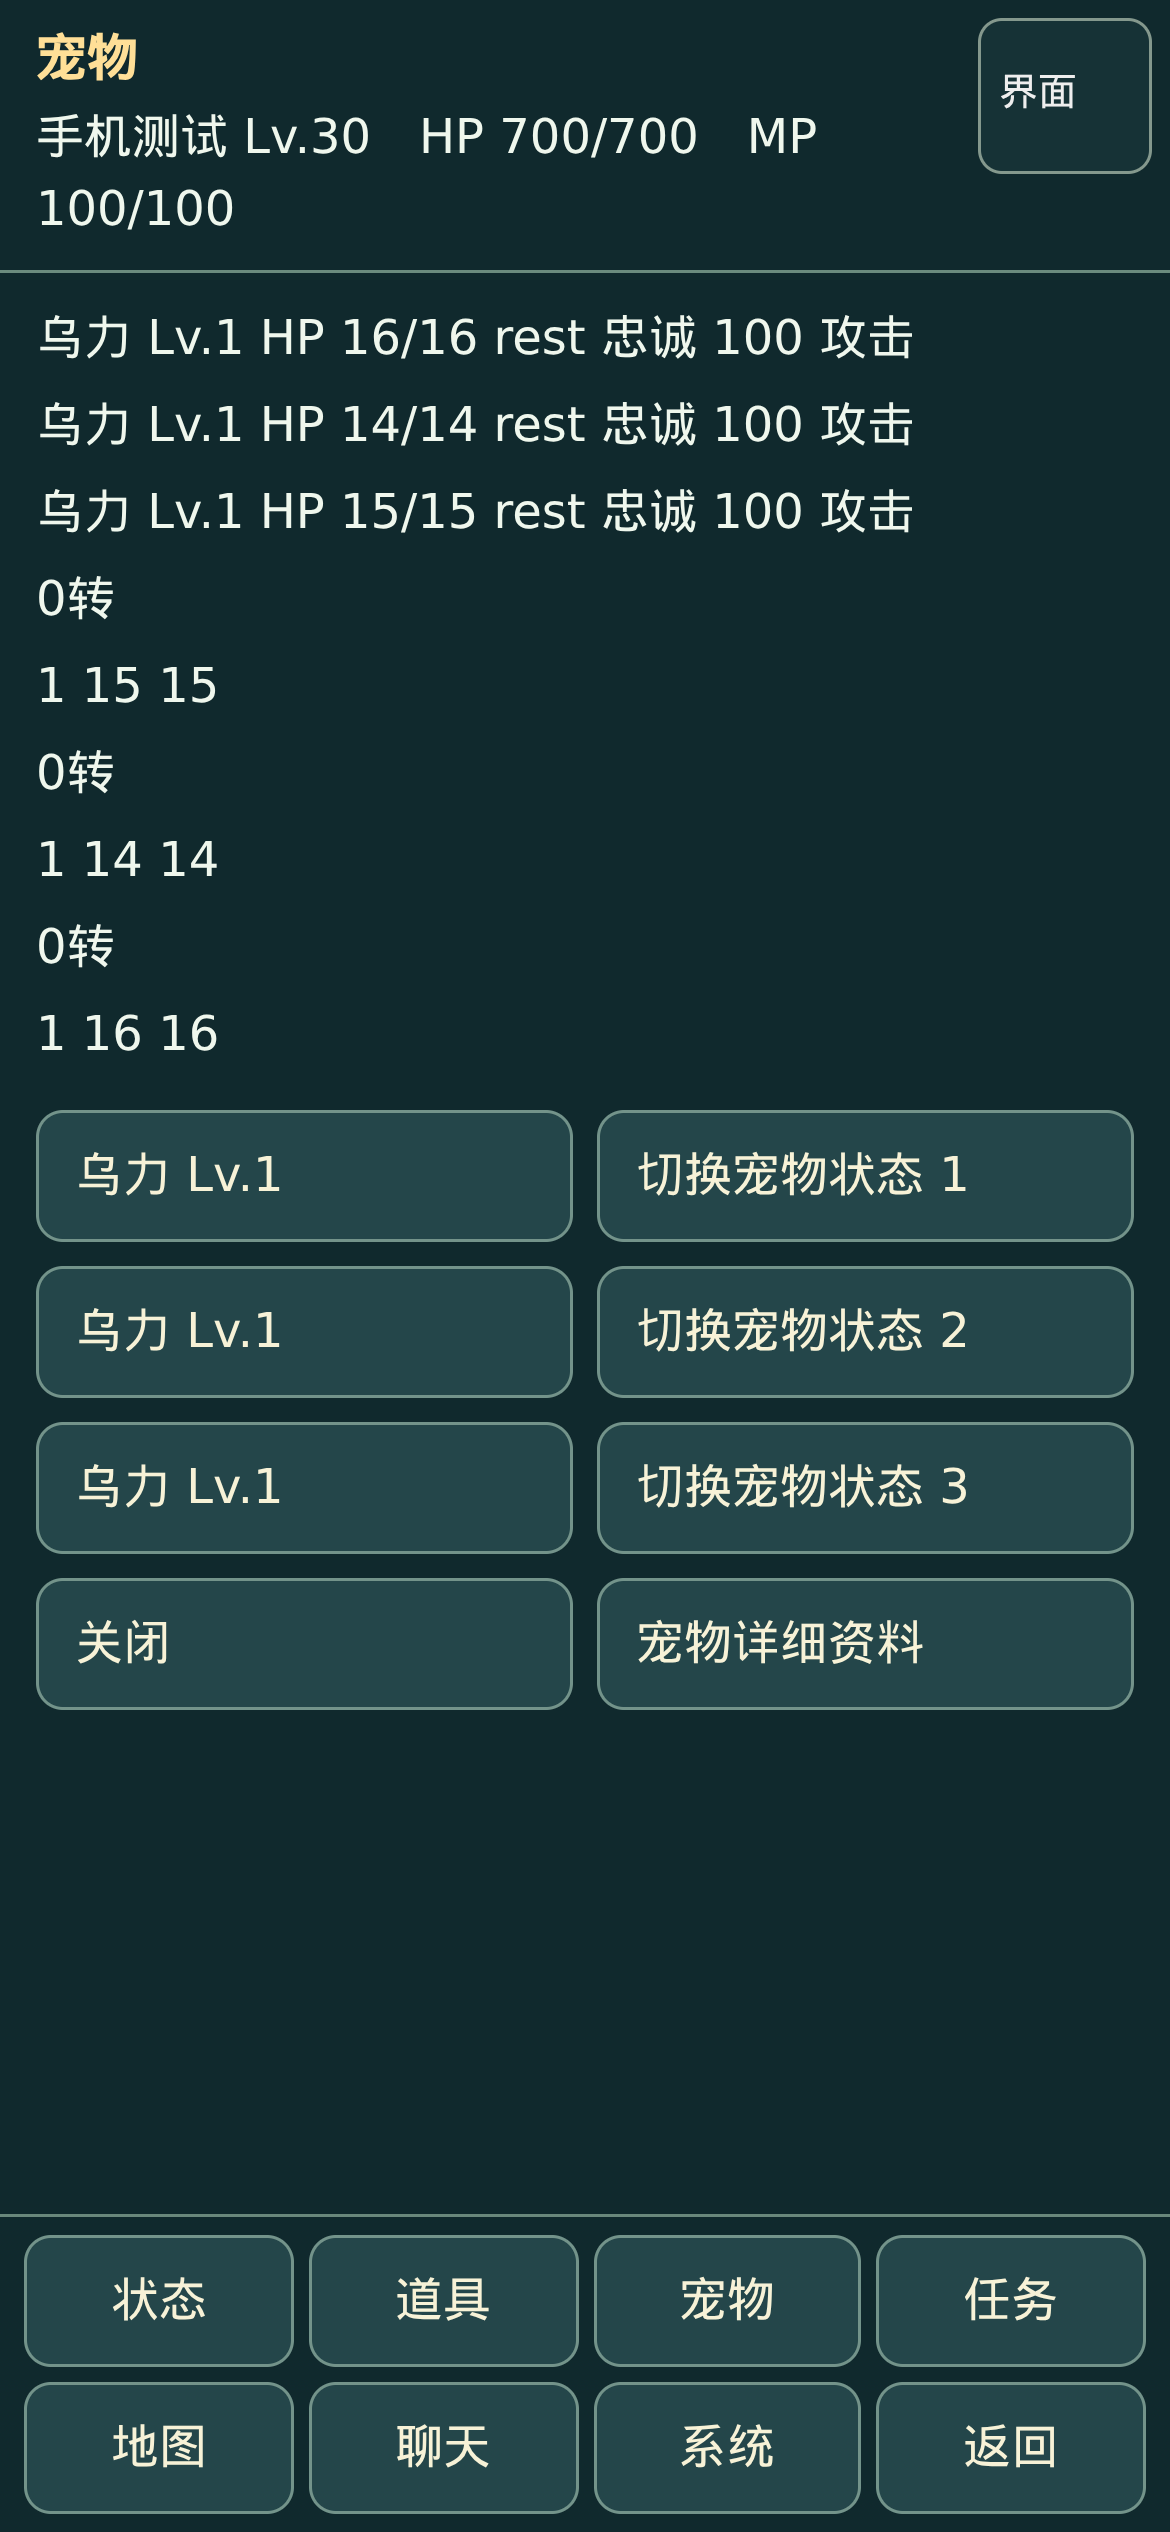 宠物
界面
手机测试 Lv.30 HP 700/700 MP
100/100
乌力 Lv.1 HP 16/16 rest 忠诚 100 攻击
乌力 Lv.1 HP 14/14 rest 忠诚 100 攻击
乌力 Lv.1 HP 15/15 rest 忠诚 100 攻击
0转
1 15 15
0转
1 14 14
0转
1 16 16
乌力 Lv.1
切换宠物状态 1
乌力 Lv.1
切换宠物状态 2
乌力 Lv.1
切换宠物状态 3
关闭
宠物详细资料
状态
道具
宠物
任务
地图
聊天
系统
返回